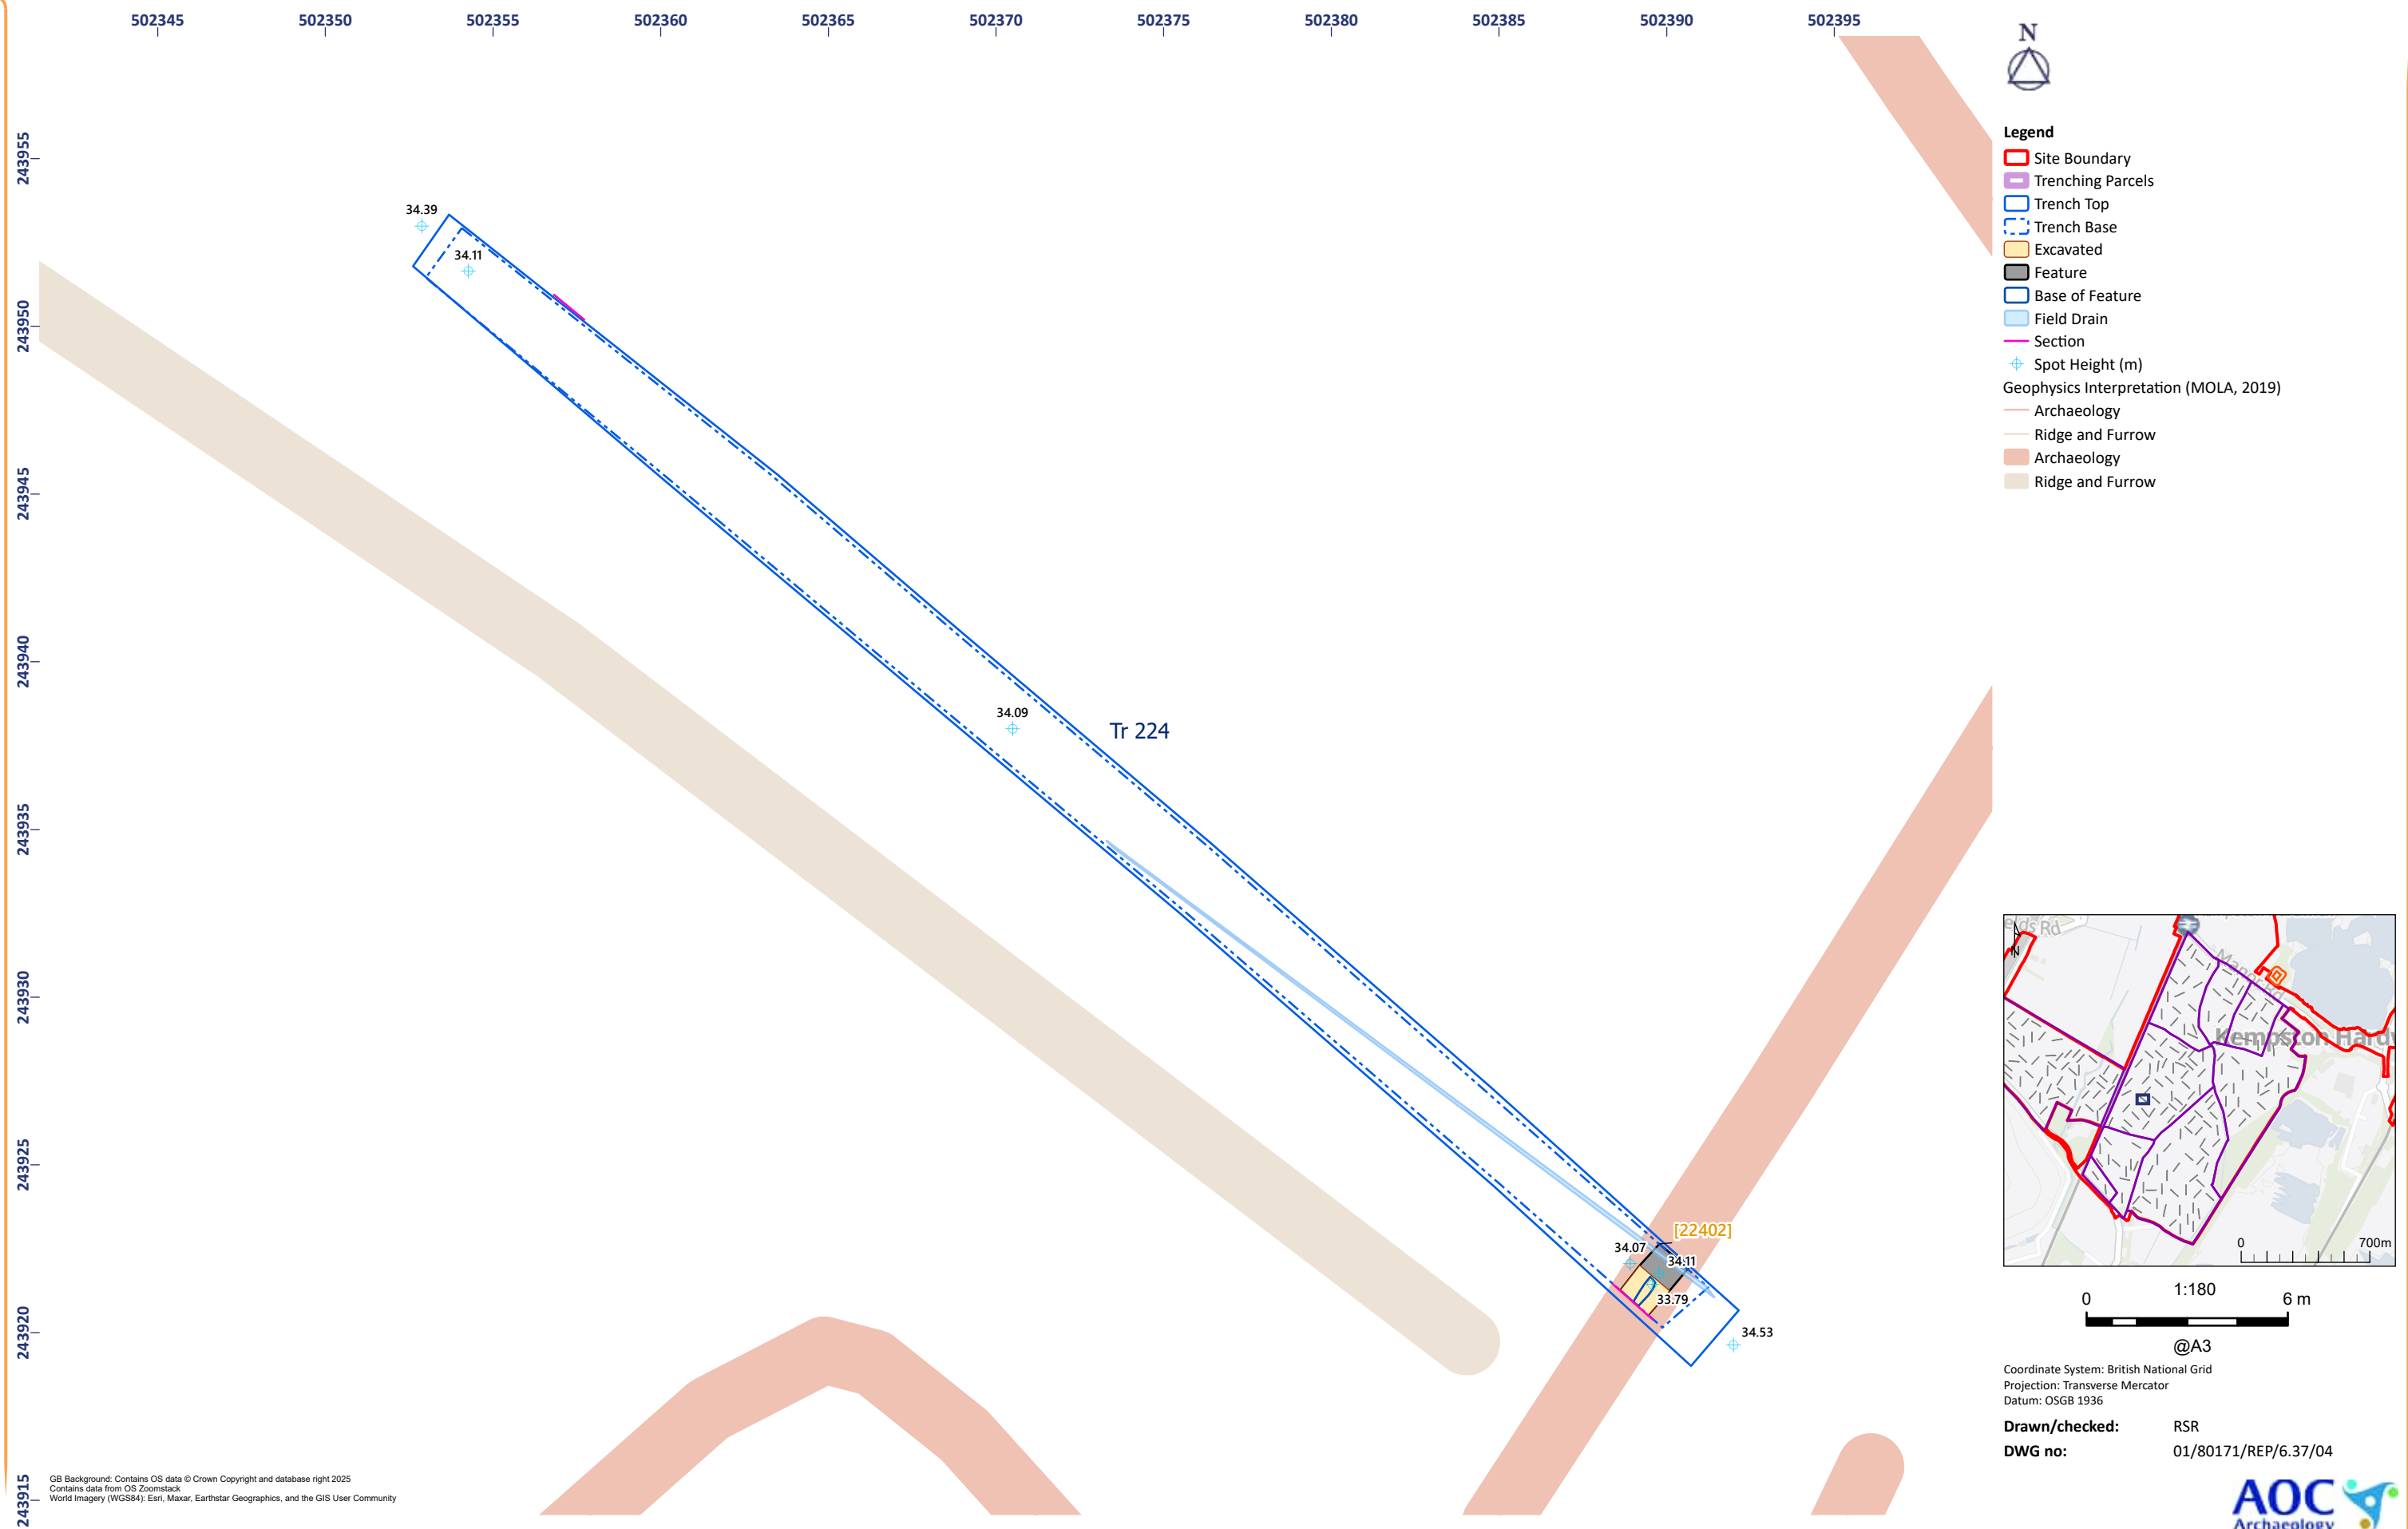 502345 502350 502355 502360 502365 502370 502375 502380 502385 502390 502395
243955
243950
243945
243940
243935
243930
243925
243920
243915
34.39
34.11
34.09
Tr 224
[22402]
34.07
34.11
33.79
34.53
N
Legend
Site Boundary
Trenching Parcels
Trench Top
Trench Base
Excavated
Feature
Base of Feature
Field Drain
Section
Spot Height (m)
Geophysics Interpretation (MOLA, 2019)
Archaeology
Ridge and Furrow
Archaeology
Ridge and Furrow
N
Rd
Kempston Hardw
0 700m
1:180
0 6 m
@A3
Coordinate System: British National Grid
Projection: Transverse Mercator
Datum: OSGB 1936
Drawn/checked: RSR
DWG no: 01/80171/REP/6.37/04
AOC
Archaeology
GB Background: Contains OS data © Crown Copyright and database right 2025
Contains data from OS Zoomstack
World Imagery (WGS84): Esri, Maxar, Earthstar Geographics, and the GIS User Community